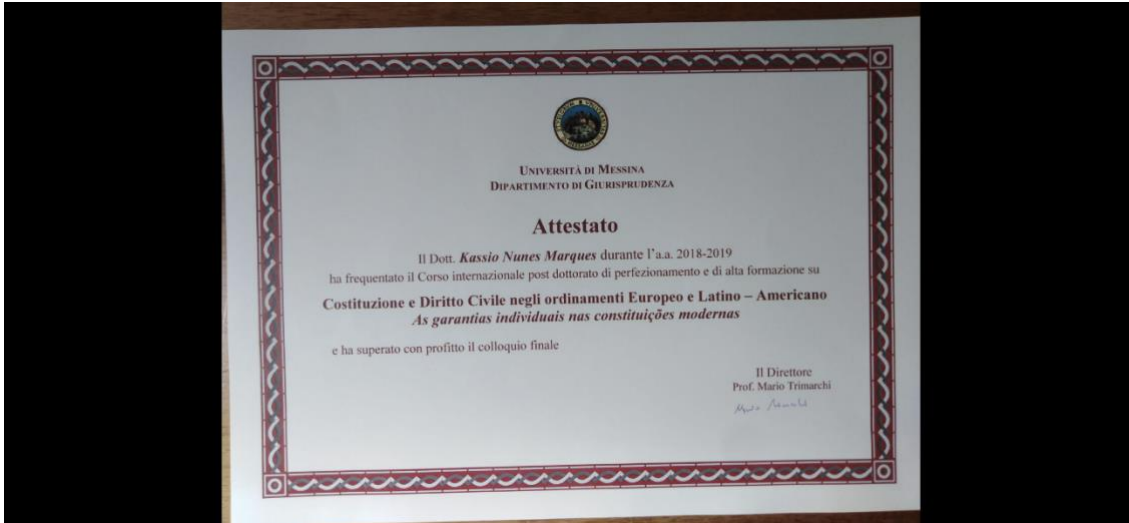 UNIVERSITÀ DI MESSINA
DIPARTIMENTO DI GIURISPRUDENZA
Attestato
Il Dott. Kassio Nunes Marques durante l'a.a. 2018-2019
ha frequentato il Corso internazionale post dottorato di perfezionamento e di alta formazione su
Costituzione e Diritto Civile negli ordinamenti Europeo e Latino – Americano
As garantias individuais nas constituições modernas
e ha superato con profitto il colloquio finale
Il Direttore
Prof. Mario Trimarchi